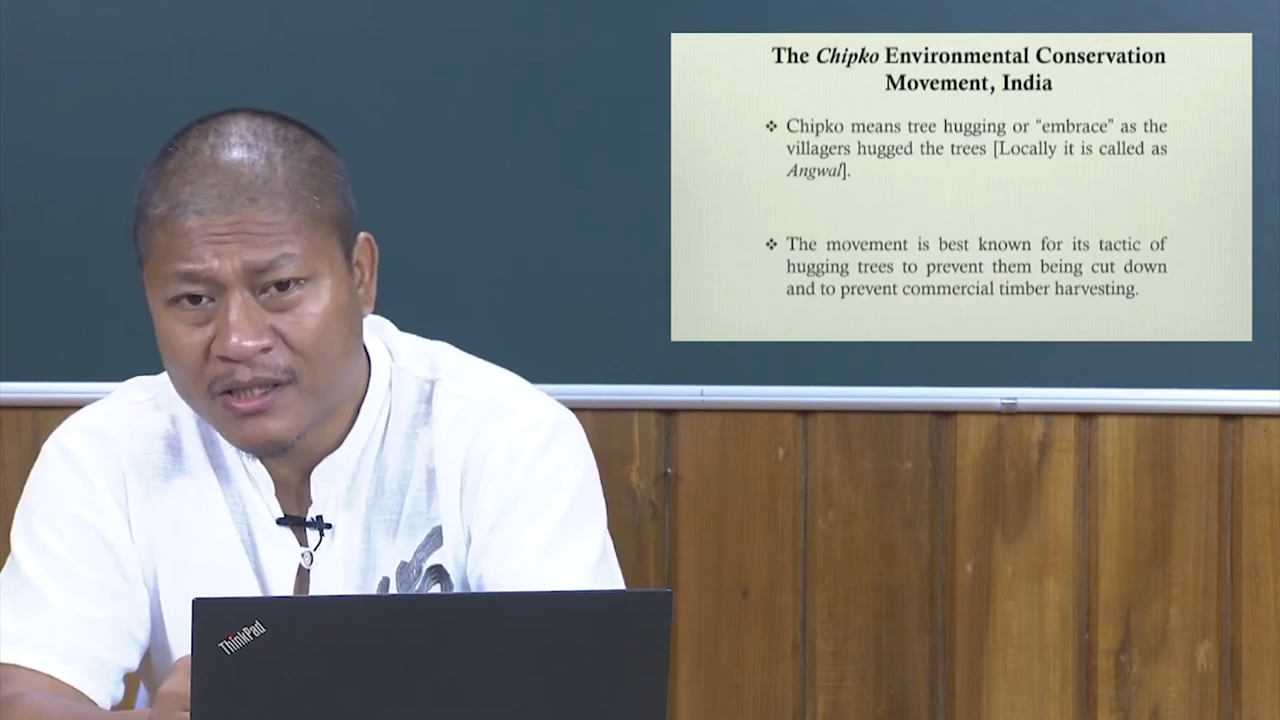 The Chipko Environmental Conservation
Movement, India
❖ Chipko means tree hugging or “embrace” as the
villagers hugged the trees [Locally it is called as
Angwal].
❖ The movement is best known for its tactic of
hugging trees to prevent them being cut down
and to prevent commercial timber harvesting.
ThinkPad